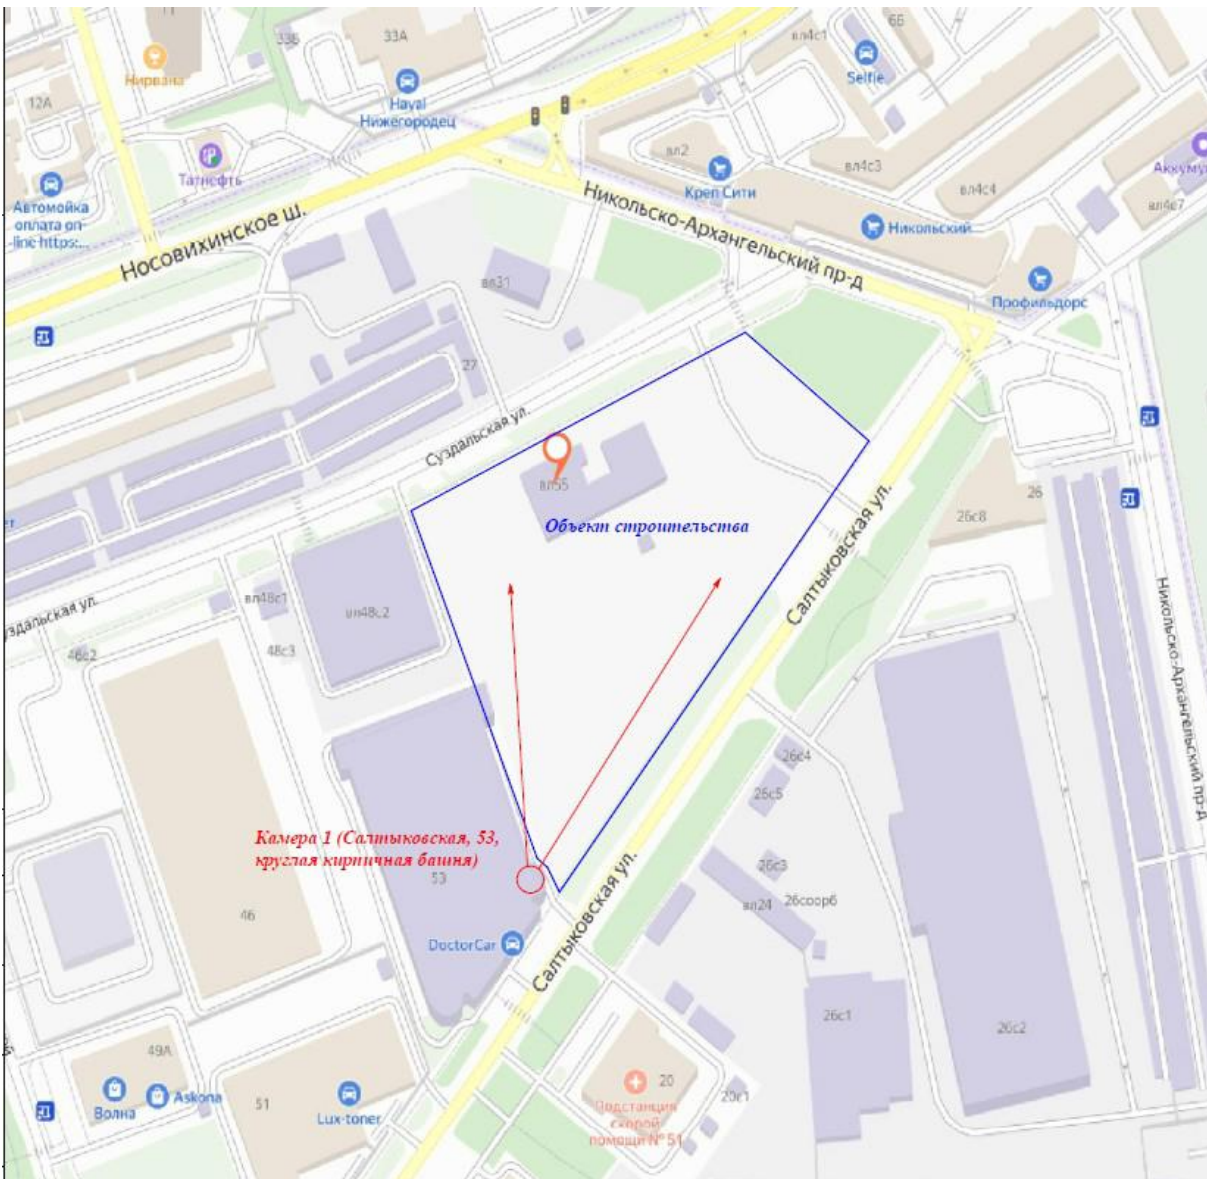 11
33Б
33А
вл4с1
6Б
Нирвана
Haval
Нижегородец
Selfie
12А
вл2
вл4с3
Татнефть
Креп Сити
вл4с4
Автомойка
оплата on-
-line https:...
Носовихинское ш.
Никольско-Архангельский пр-д
Никольский
вл4с7
вл31
Профильдорс
27
Суздальская ул.
вл55
Объект строительства
26
26с8
Салтыковская ул.
вл48с1
вл48с2
46с2
48с3
Никольско-Архангельский пр-д
26с4
26с5
Камера 1 (Салтыковская, 53,
круглая кирпичная башня)
53
26с3
46
вл24
26соор6
DoctorCar
Салтыковская ул.
26с1
26с2
49А
Волна
Askona
51
Lux-toner
20
20с1
Подстанция
скорой
помощи № 51